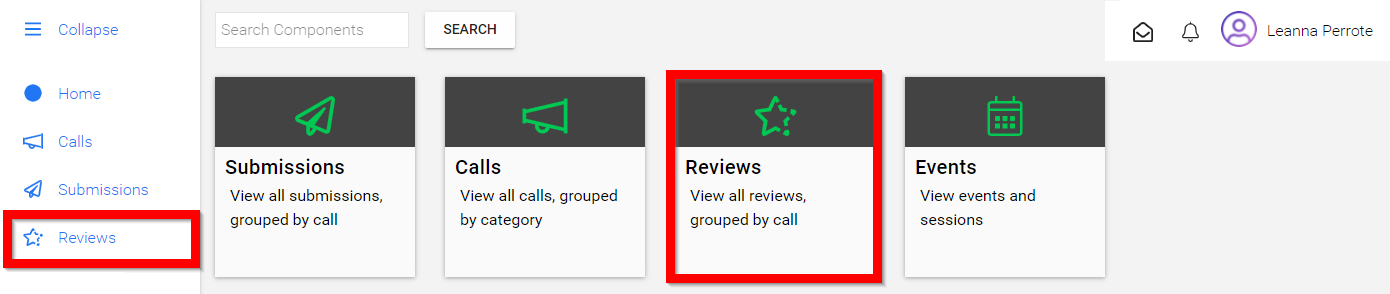 Collapse
Home
Calls
Submissions
Reviews
Search Components
SEARCH
Leanna Perrote
Submissions
View all submissions,
grouped by call
Calls
View all calls, grouped
by category
Reviews
View all reviews,
grouped by call
Events
View events and
sessions